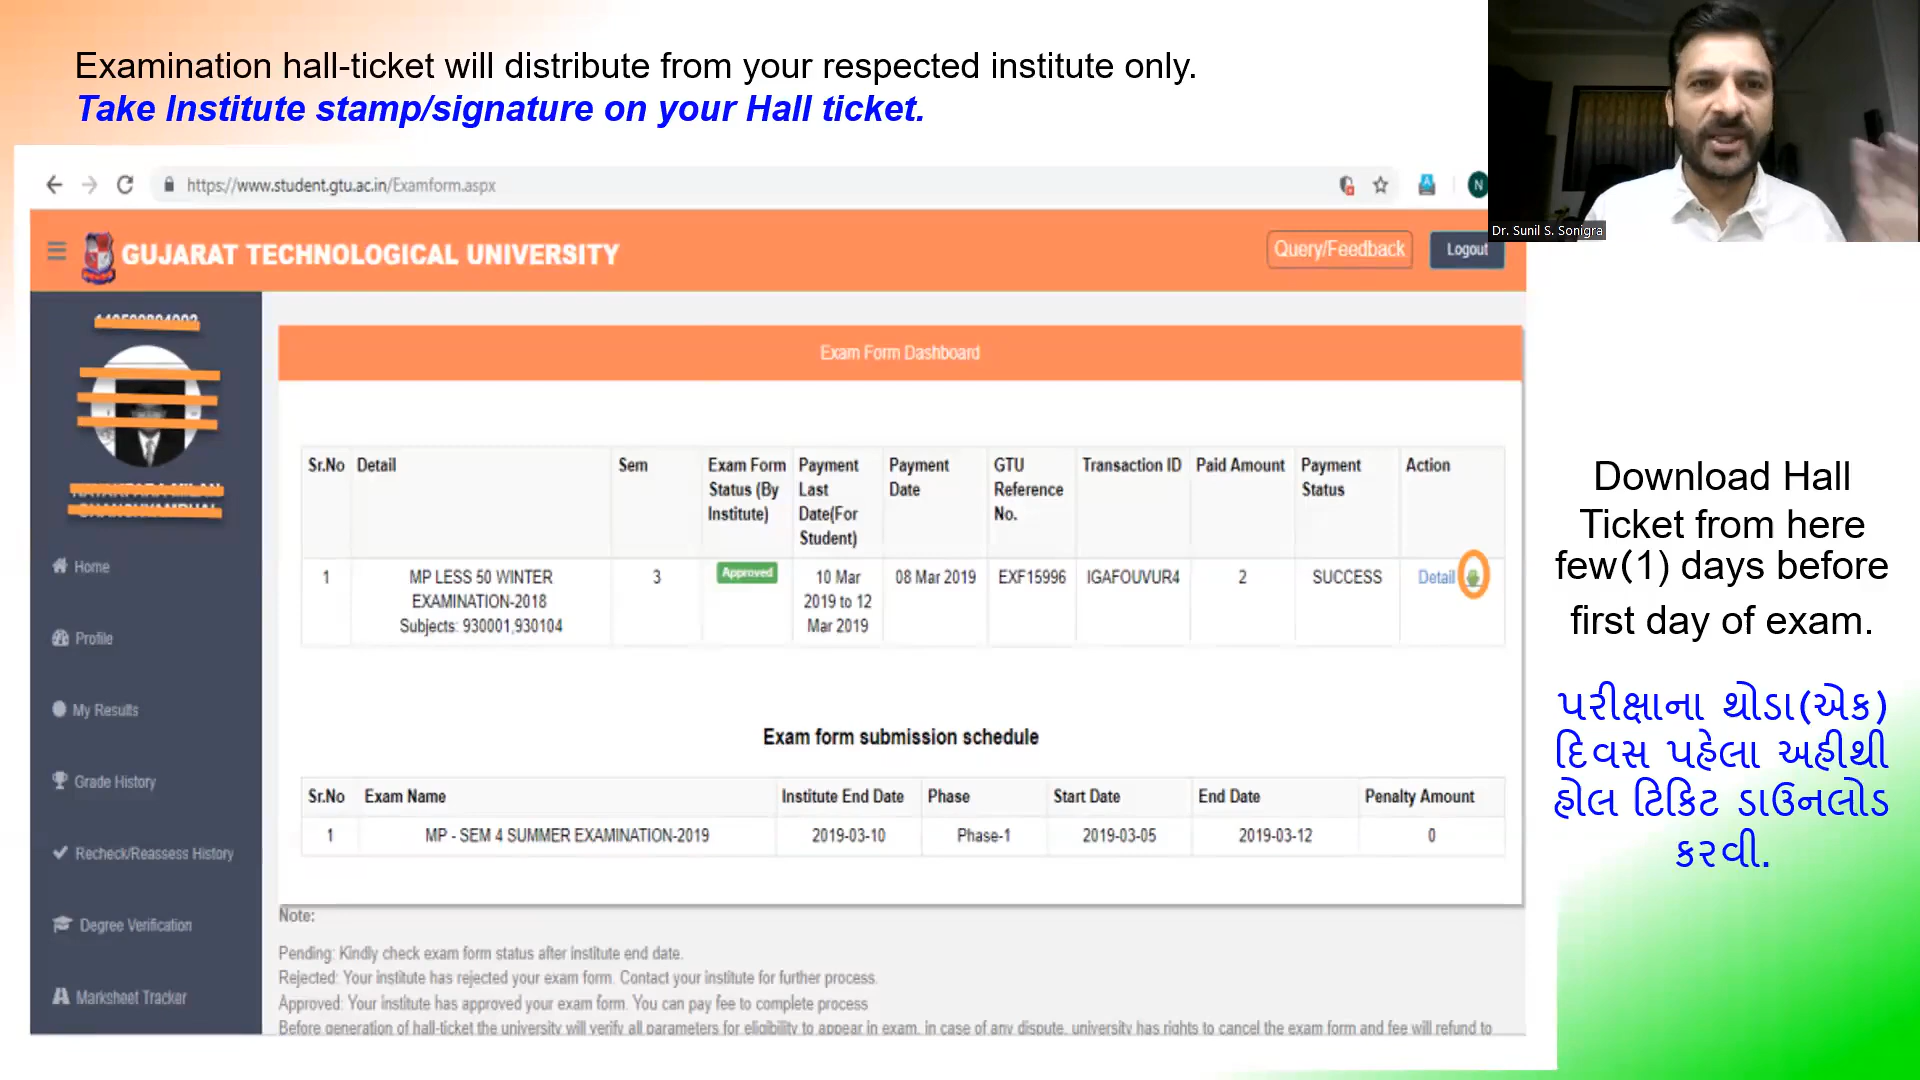 Examination hall-ticket will distribute from your respected institute only.
Take Institute stamp/signature on your Hall ticket.
Dr. Sunil S. Sonigra
https://www.student.gtu.ac.in/Examform.aspx
N
GUJARAT TECHNOLOGICAL UNIVERSITY
Query/Feedback
Logout
Home
Profile
My Results
Grade History
Recheck/Reassess History
Degree Verification
Marksheet Tracker
Exam Form Dashboard
Sr.No Detail Sem Exam Form Status (By Institute) Payment Last Date(For Student) Payment Date GTU Reference No. Transaction ID Paid Amount Payment Status Action
1 MP LESS 50 WINTER EXAMINATION-2018 Subjects: 930001,930104 3 Approved 10 Mar 2019 to 12 Mar 2019 08 Mar 2019 EXF15996 IGAFOUVUR4 2 SUCCESS Detail
Exam form submission schedule
Sr.No Exam Name Institute End Date Phase Start Date End Date Penalty Amount
1 MP - SEM 4 SUMMER EXAMINATION-2019 2019-03-10 Phase-1 2019-03-05 2019-03-12 0
Note:
Pending: Kindly check exam form status after institute end date.
Rejected: Your institute has rejected your exam form. Contact your institute for further process.
Approved: Your institute has approved your exam form. You can pay fee to complete process
Before generation of hall-ticket the university will verify all parameters for eligibility to appear in exam, in case of any dispute, university has rights to cancel the exam form and fee will refund to
Download Hall
Ticket from here
few(1) days before
first day of exam.
પરીક્ષાના થોડા(એક)
દિવસ પહેલા અહીથી
હોલ ટિકિટ ડાઉનલોડ
કરવી.